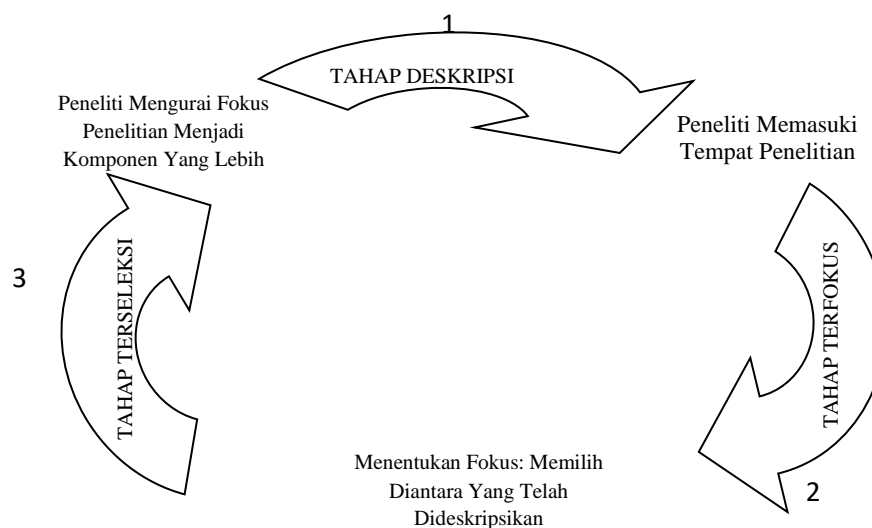 1
TAHAP DESKRIPSI
Peneliti Mengurai Fokus
Penelitian Menjadi
Komponen Yang Lebih
Peneliti Memasuki
Tempat Penelitian
3
TAHAP TERSELEKSI
TAHAP TERFOKUS
Menentukan Fokus: Memilih
Diantara Yang Telah
Dideskripsikan
2